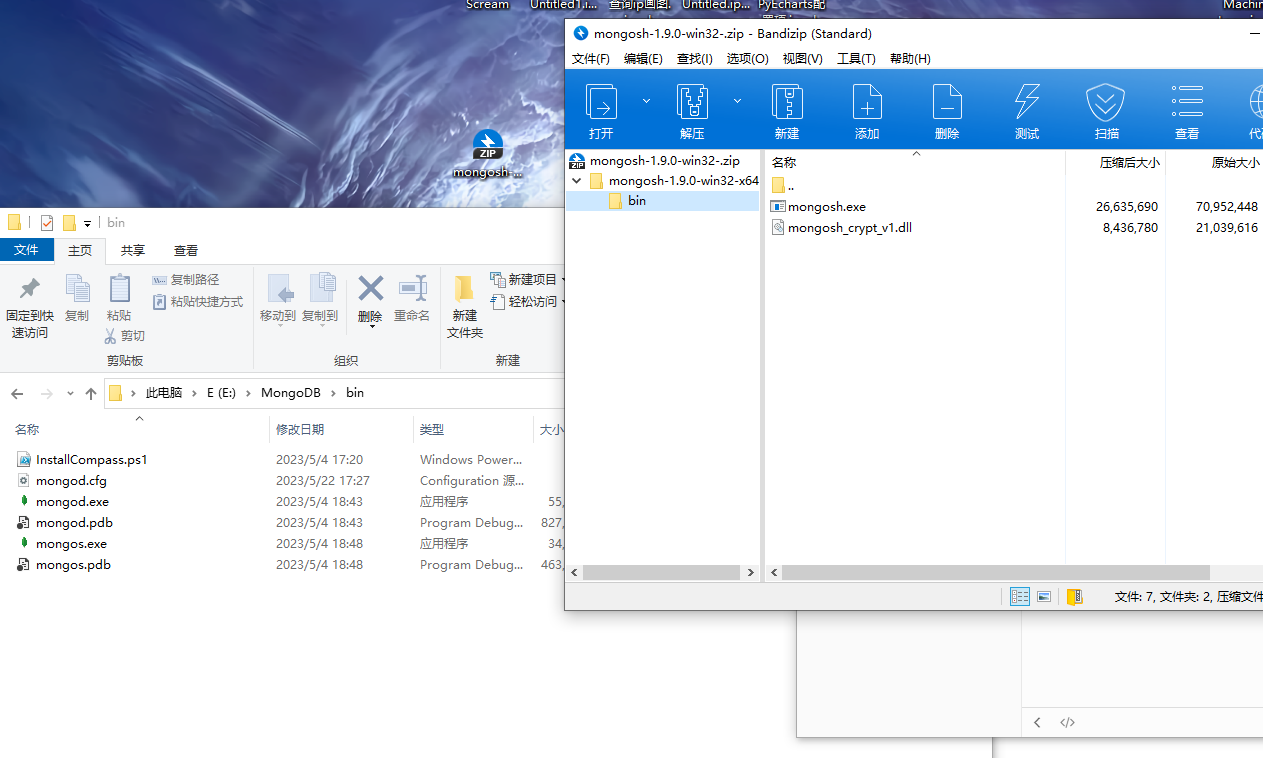 Scream Untitled1.i... 查询ip画图. Untitled.ip... PyEcharts配 Machin
mongosh-1.9.0-win32-.zip - Bandizip (Standard)
文件(F) 编辑(E) 查找(I) 选项(O) 视图(V) 工具(T) 帮助(H)
打开 解压 新建 添加 删除 测试 扫描 查看
ZIP
mongosh-...
mongosh-1.9.0-win32-.zip
mongosh-1.9.0-win32-x64
bin
名称 压缩后大小 原始大小
..
mongosh.exe 26,635,690 70,952,448
mongosh_crypt_v1.dll 8,436,780 21,039,616
文件: 7, 文件夹: 2, 压缩文件
bin
文件 主页 共享 查看
固定到快
速访问
复制
粘贴
复制路径
粘贴快捷方式
剪切
剪贴板
移动到 复制到 删除 重命名
组织
新建
文件夹
新建项目
轻松访问
新建
此电脑 > E (E:) > MongoDB > bin
名称 修改日期 类型 大小
InstallCompass.ps1 2023/5/4 17:20 Windows Power...
mongod.cfg 2023/5/22 17:27 Configuration 源...
mongod.exe 2023/5/4 18:43 应用程序 55,
mongod.pdb 2023/5/4 18:43 Program Debug... 827,
mongos.exe 2023/5/4 18:48 应用程序 34,
mongos.pdb 2023/5/4 18:48 Program Debug... 463,